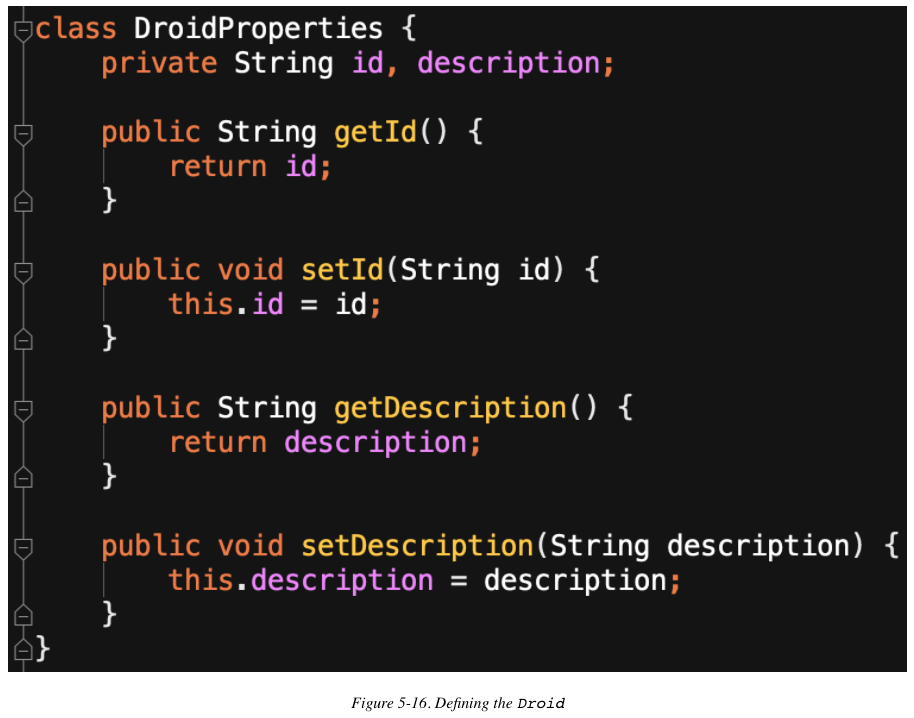 class DroidProperties {
    private String id, description;

    public String getId() {
        return id;
    }

    public void setId(String id) {
        this.id = id;
    }

    public String getDescription() {
        return description;
    }

    public void setDescription(String description) {
        this.description = description;
    }
}
Figure 5-16. Defining the Droid